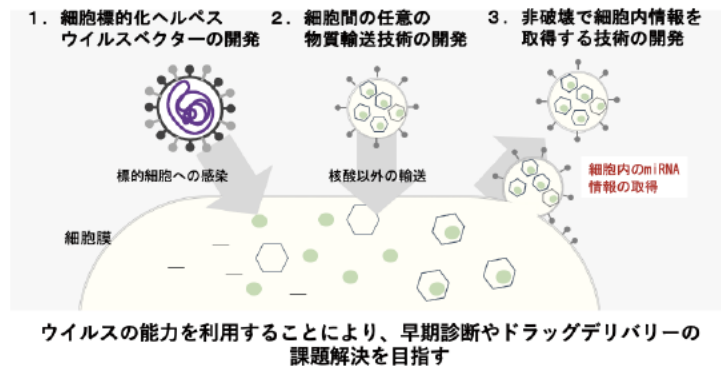 1．細胞標的化ヘルペス
ウイルスベクターの開発
2．細胞間の任意の
物質輸送技術の開発
3．非破壊で細胞内情報を
取得する技術の開発
標的細胞への感染
核酸以外の輸送
細胞内のmiRNA
情報の取得
細胞膜
ウイルスの能力を利用することにより、早期診断やドラッグデリバリーの
課題解決を目指す